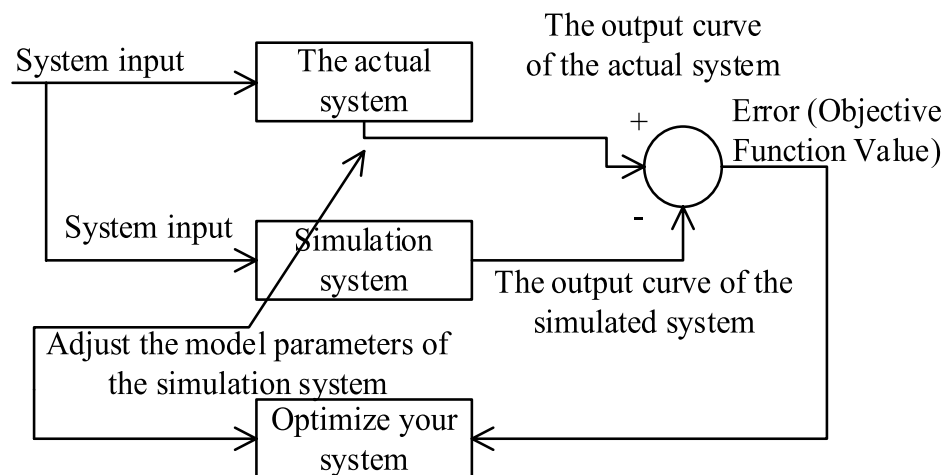 The output curve
of the actual system
System input
The actual
system
+
Error (Objective
Function Value)
-
System input
Simulation
system
The output curve of the
simulated system
Adjust the model parameters of
the simulation system
Optimize your
system